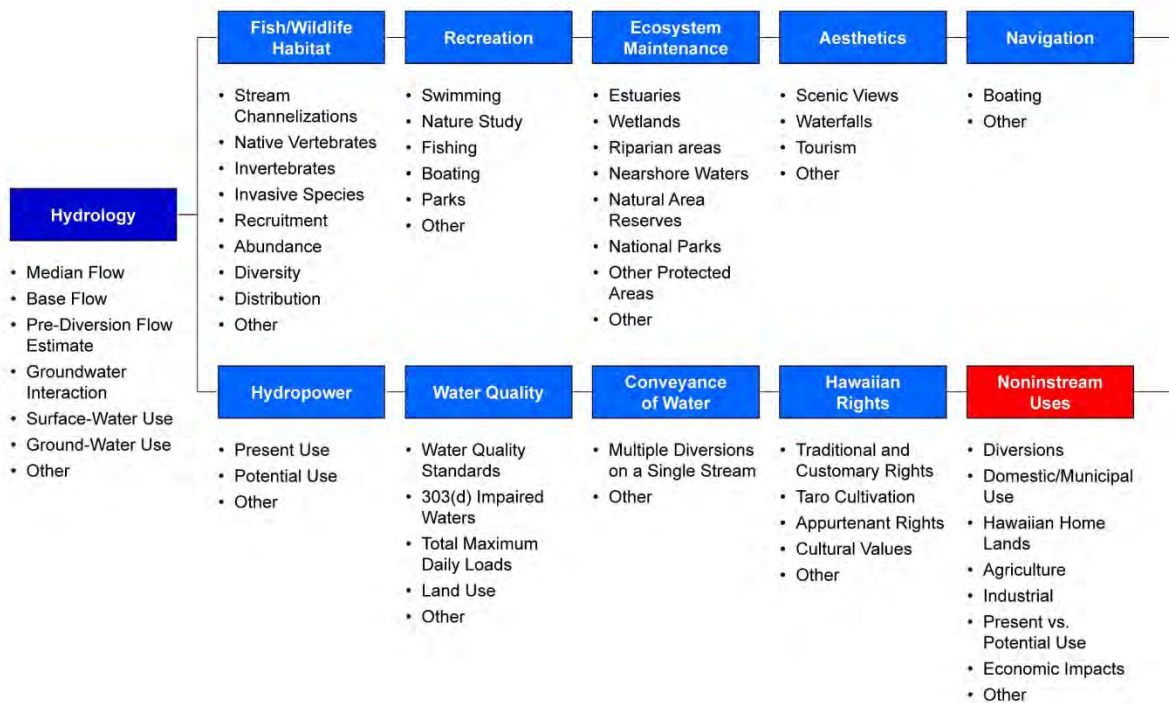 Fish/Wildlife
Habitat
• Stream
Channelizations
• Native Vertebrates
• Invertebrates
• Invasive Species
• Recruitment
• Abundance
• Diversity
• Distribution
• Other
Recreation
• Swimming
• Nature Study
• Fishing
• Boating
• Parks
• Other
Ecosystem
Maintenance
• Estuaries
• Wetlands
• Riparian areas
• Nearshore Waters
• Natural Area
Reserves
• National Parks
• Other Protected
Areas
• Other
Aesthetics
• Scenic Views
• Waterfalls
• Tourism
• Other
Navigation
• Boating
• Other
Hydrology
• Median Flow
• Base Flow
• Pre-Diversion Flow
Estimate
• Groundwater
Interaction
• Surface-Water Use
• Ground-Water Use
• Other
Hydropower
• Present Use
• Potential Use
• Other
Water Quality
• Water Quality
Standards
• 303(d) Impaired
Waters
• Total Maximum
Daily Loads
• Land Use
• Other
Conveyance
of Water
• Multiple Diversions
on a Single Stream
• Other
Hawaiian
Rights
• Traditional and
Customary Rights
• Taro Cultivation
• Appurtenant Rights
• Cultural Values
• Other
Noninstream
Uses
• Diversions
• Domestic/Municipal
Use
• Hawaiian Home
Lands
• Agriculture
• Industrial
• Present vs.
Potential Use
• Economic Impacts
• Other